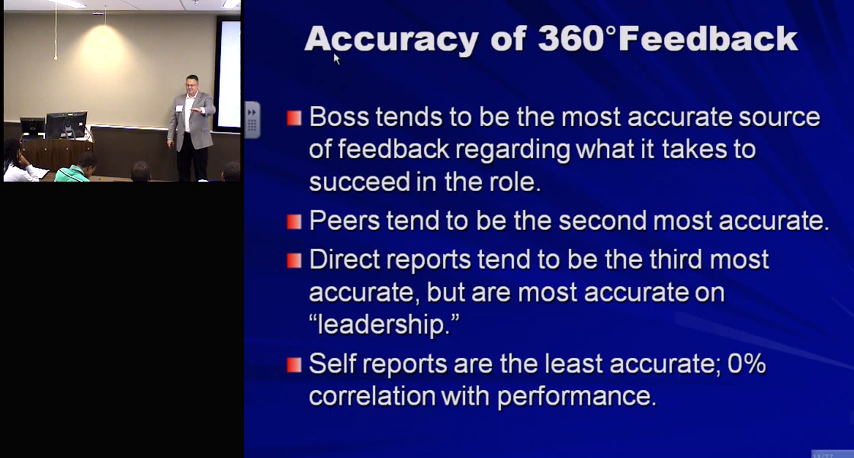 Accuracy of 360°Feedback
Boss tends to be the most accurate source
of feedback regarding what it takes to
succeed in the role.
Peers tend to be the second most accurate.
Direct reports tend to be the third most
accurate, but are most accurate on
“leadership.”
Self reports are the least accurate; 0%
correlation with performance.